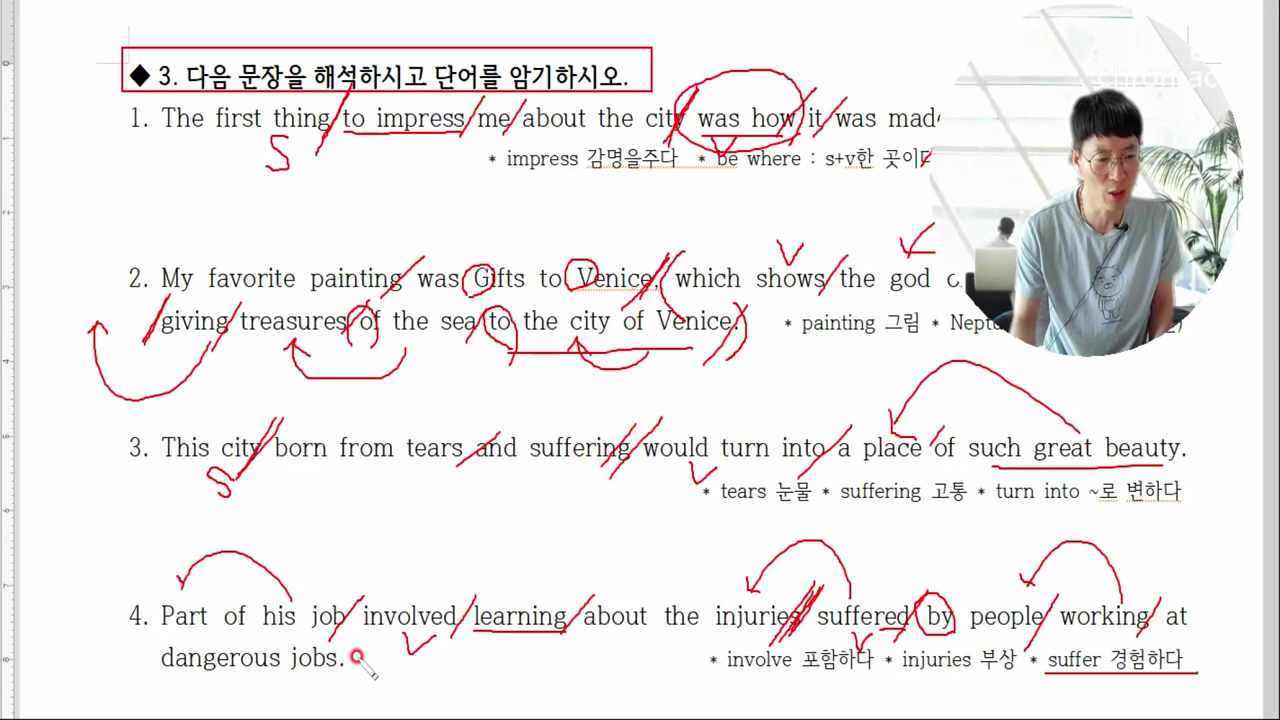 ◆ 3. 다음 문장을 해석하시고 단어를 암기하시오.
1. The first thing to impress me about the city was how it was mad
* impress 감명을주다 * be where : s+v한 곳이다
2. My favorite painting was Gifts to Venice, which shows the god
giving treasures of the sea to the city of Venice. * painting 그림 * Nept
3. This city born from tears and suffering would turn into a place of such great beauty.
* tears 눈물 * suffering 고통 * turn into ~로 변하다
4. Part of his job involved learning about the injuries suffered by people working at
dangerous jobs. * involve 포함하다 * injuries 부상 * suffer 경험하다